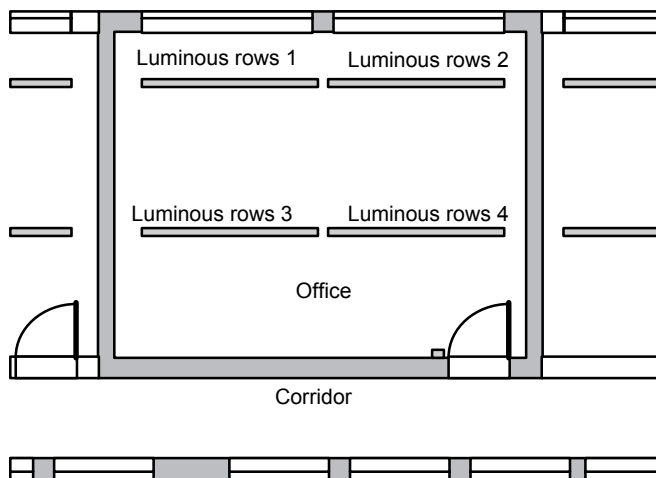 Luminous rows 1
Luminous rows 2
Luminous rows 3
Luminous rows 4
Office
Corridor